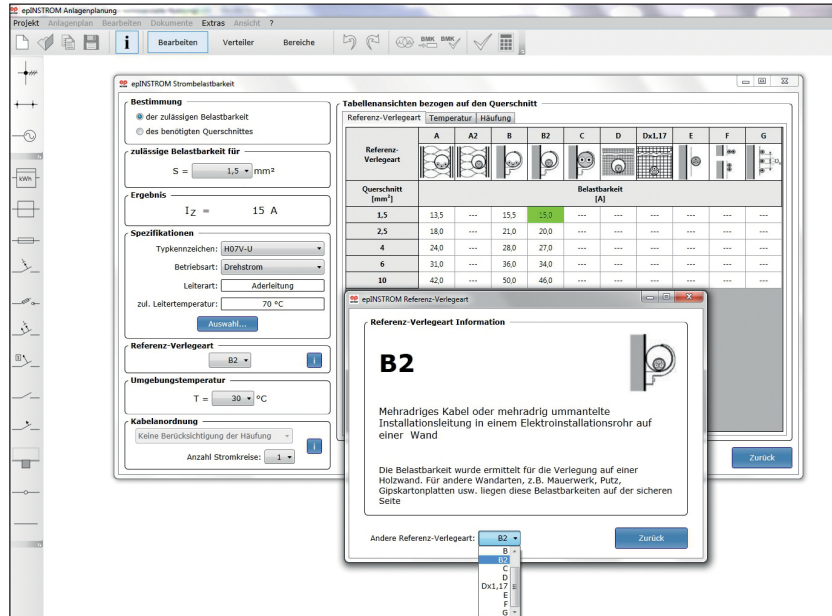 epINSTROM Anlagenplanung
Projekt Anlagenplan Bearbeiten Dokumente Extras Ansicht ?
i Bearbeiten Verteiler Bereiche BMK BMK
kWh
epINSTROM Strombelastbarkeit
Bestimmung
der zulässigen Belastbarkeit
des benötigten Querschnittes
zulässige Belastbarkeit für
S = 1,5 mm²
Ergebnis
IZ = 15 A
Spezifikationen
Typkennzeichen: H07V-U
Betriebsart: Drehstrom
Leiterart: Aderleitung
zul. Leitertemperatur: 70 °C
Auswahl...
Referenz-Verlegeart
B2 i
Umgebungstemperatur
T = 30 °C
Kabelanordnung
Keine Berücksichtigung der Häufung
i
Anzahl Stromkreise: 1
Tabellenansichten bezogen auf den Querschnitt
Referenz-Verlegeart Temperatur Häufung
Referenz-Verlegeart A A2 B B2 C D Dx1,17 E F G
Querschnitt [mm²] Belastbarkeit [A]
1,5 13,5 --- 15,5 15,0 --- --- --- --- --- ---
2,5 18,0 --- 21,0 20,0 --- --- --- --- --- ---
4 24,0 --- 28,0 27,0 --- --- --- --- --- ---
6 31,0 --- 36,0 34,0 --- --- --- --- --- ---
10 42,0 --- 50,0 46,0 --- --- --- --- --- ---
Zurück
epINSTROM Referenz-Verlegeart
Referenz-Verlegeart Information
B2
Mehradriges Kabel oder mehradrig ummantelte
Installationsleitung in einem Elektroinstallationsrohr auf
einer Wand
Die Belastbarkeit wurde ermittelt für die Verlegung auf einer
Holzwand. Für andere Wandarten, z.B. Mauerwerk, Putz,
Gipskartonplatten usw. liegen diese Belastbarkeiten auf der sicheren
Seite
Andere Referenz-Verlegeart: B2 Zurück
B
B2
C
D
Dx1,17
E
F
G